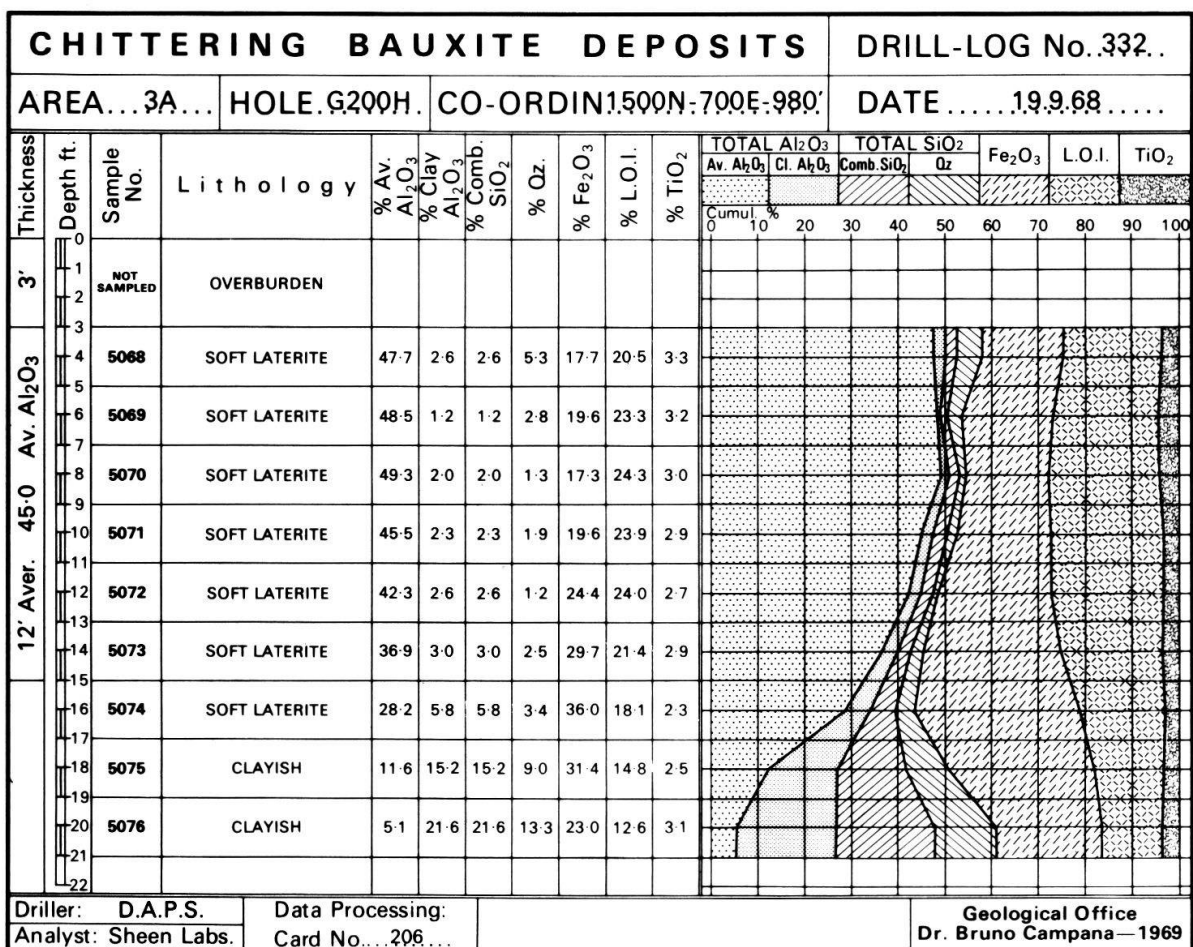 CHITTERING BAUXITE DEPOSITS DRILL-LOG No..332..
AREA...3A... HOLE.G200H. CO-ORDIN.1500N-700E-980' DATE ......19.9.68.....
Thickness Depth ft. Sample No. Lithology % Av. Al₂O₃ % Clay Al₂O₃ % Comb. SiO₂ % Qz. % Fe₂O₃ % L.O.I. % TiO₂
TOTAL Al₂O₃ TOTAL SiO₂ Fe₂O₃ L.O.I. TiO₂
Av. Al₂O₃ Cl. Al₂O₃ Comb.SiO₂ Qz
Cumul. %
0 10 20 30 40 50 60 70 80 90 100
0
3' 1 NOT SAMPLED OVERBURDEN
2
3
12' Aver. 45·0 Av. Al₂O₃
4 5068 SOFT LATERITE 47·7 2·6 2·6 5·3 17·7 20·5 3·3
5
6 5069 SOFT LATERITE 48·5 1·2 1·2 2·8 19·6 23·3 3·2
7
8 5070 SOFT LATERITE 49·3 2·0 2·0 1·3 17·3 24·3 3·0
9
10 5071 SOFT LATERITE 45·5 2·3 2·3 1·9 19·6 23·9 2·9
11
12 5072 SOFT LATERITE 42·3 2·6 2·6 1·2 24·4 24·0 2·7
13
14 5073 SOFT LATERITE 36·9 3·0 3·0 2·5 29·7 21·4 2·9
15
16 5074 SOFT LATERITE 28·2 5·8 5·8 3·4 36·0 18·1 2·3
17
18 5075 CLAYISH 11·6 15·2 15·2 9·0 31·4 14·8 2·5
19
20 5076 CLAYISH 5·1 21·6 21·6 13·3 23·0 12·6 3·1
21
22
Driller: D.A.P.S. Data Processing: Geological Office
Analyst: Sheen Labs. Card No....206.... Dr. Bruno Campana—1969